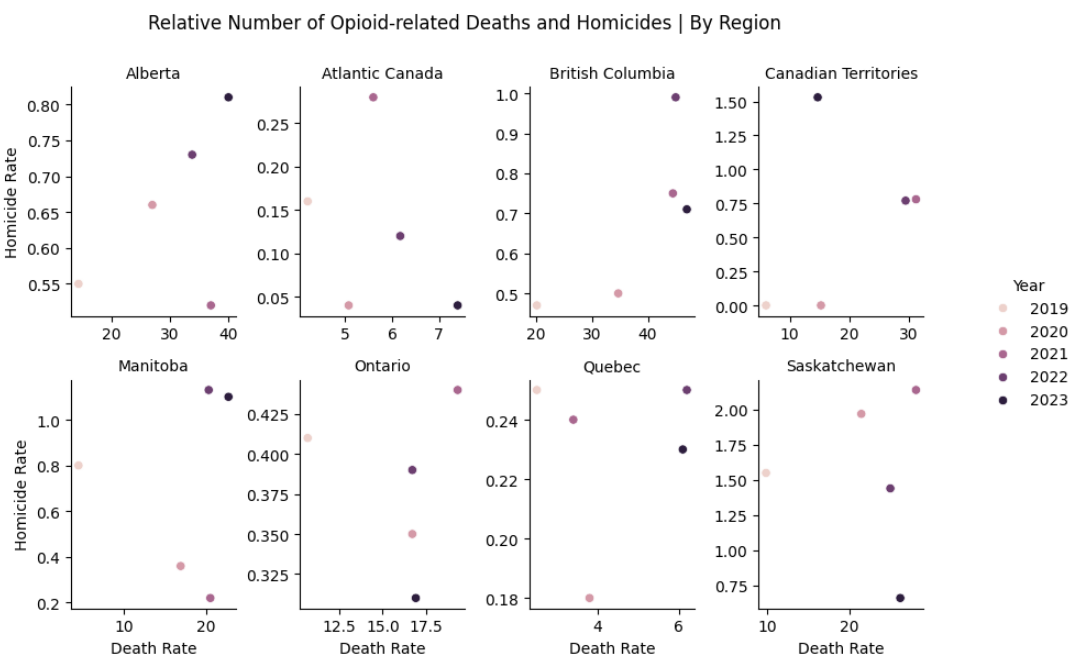 Relative Number of Opioid-related Deaths and Homicides | By Region
Alberta
Atlantic Canada
British Columbia
Canadian Territories
Homicide Rate
0.80
0.75
0.70
0.65
0.60
0.55
20 30 40
0.25
0.20
0.15
0.10
0.05
5 6 7
1.0
0.9
0.8
0.7
0.6
0.5
20 30 40
1.50
1.25
1.00
0.75
0.50
0.25
0.00
10 20 30
Manitoba
Ontario
Quebec
Saskatchewan
Homicide Rate
1.0
0.8
0.6
0.4
0.2
10 20
Death Rate
0.425
0.400
0.375
0.350
0.325
12.5 15.0 17.5
Death Rate
0.24
0.22
0.20
0.18
4 6
Death Rate
2.00
1.75
1.50
1.25
1.00
0.75
10 20
Death Rate
Year
2019
2020
2021
2022
2023